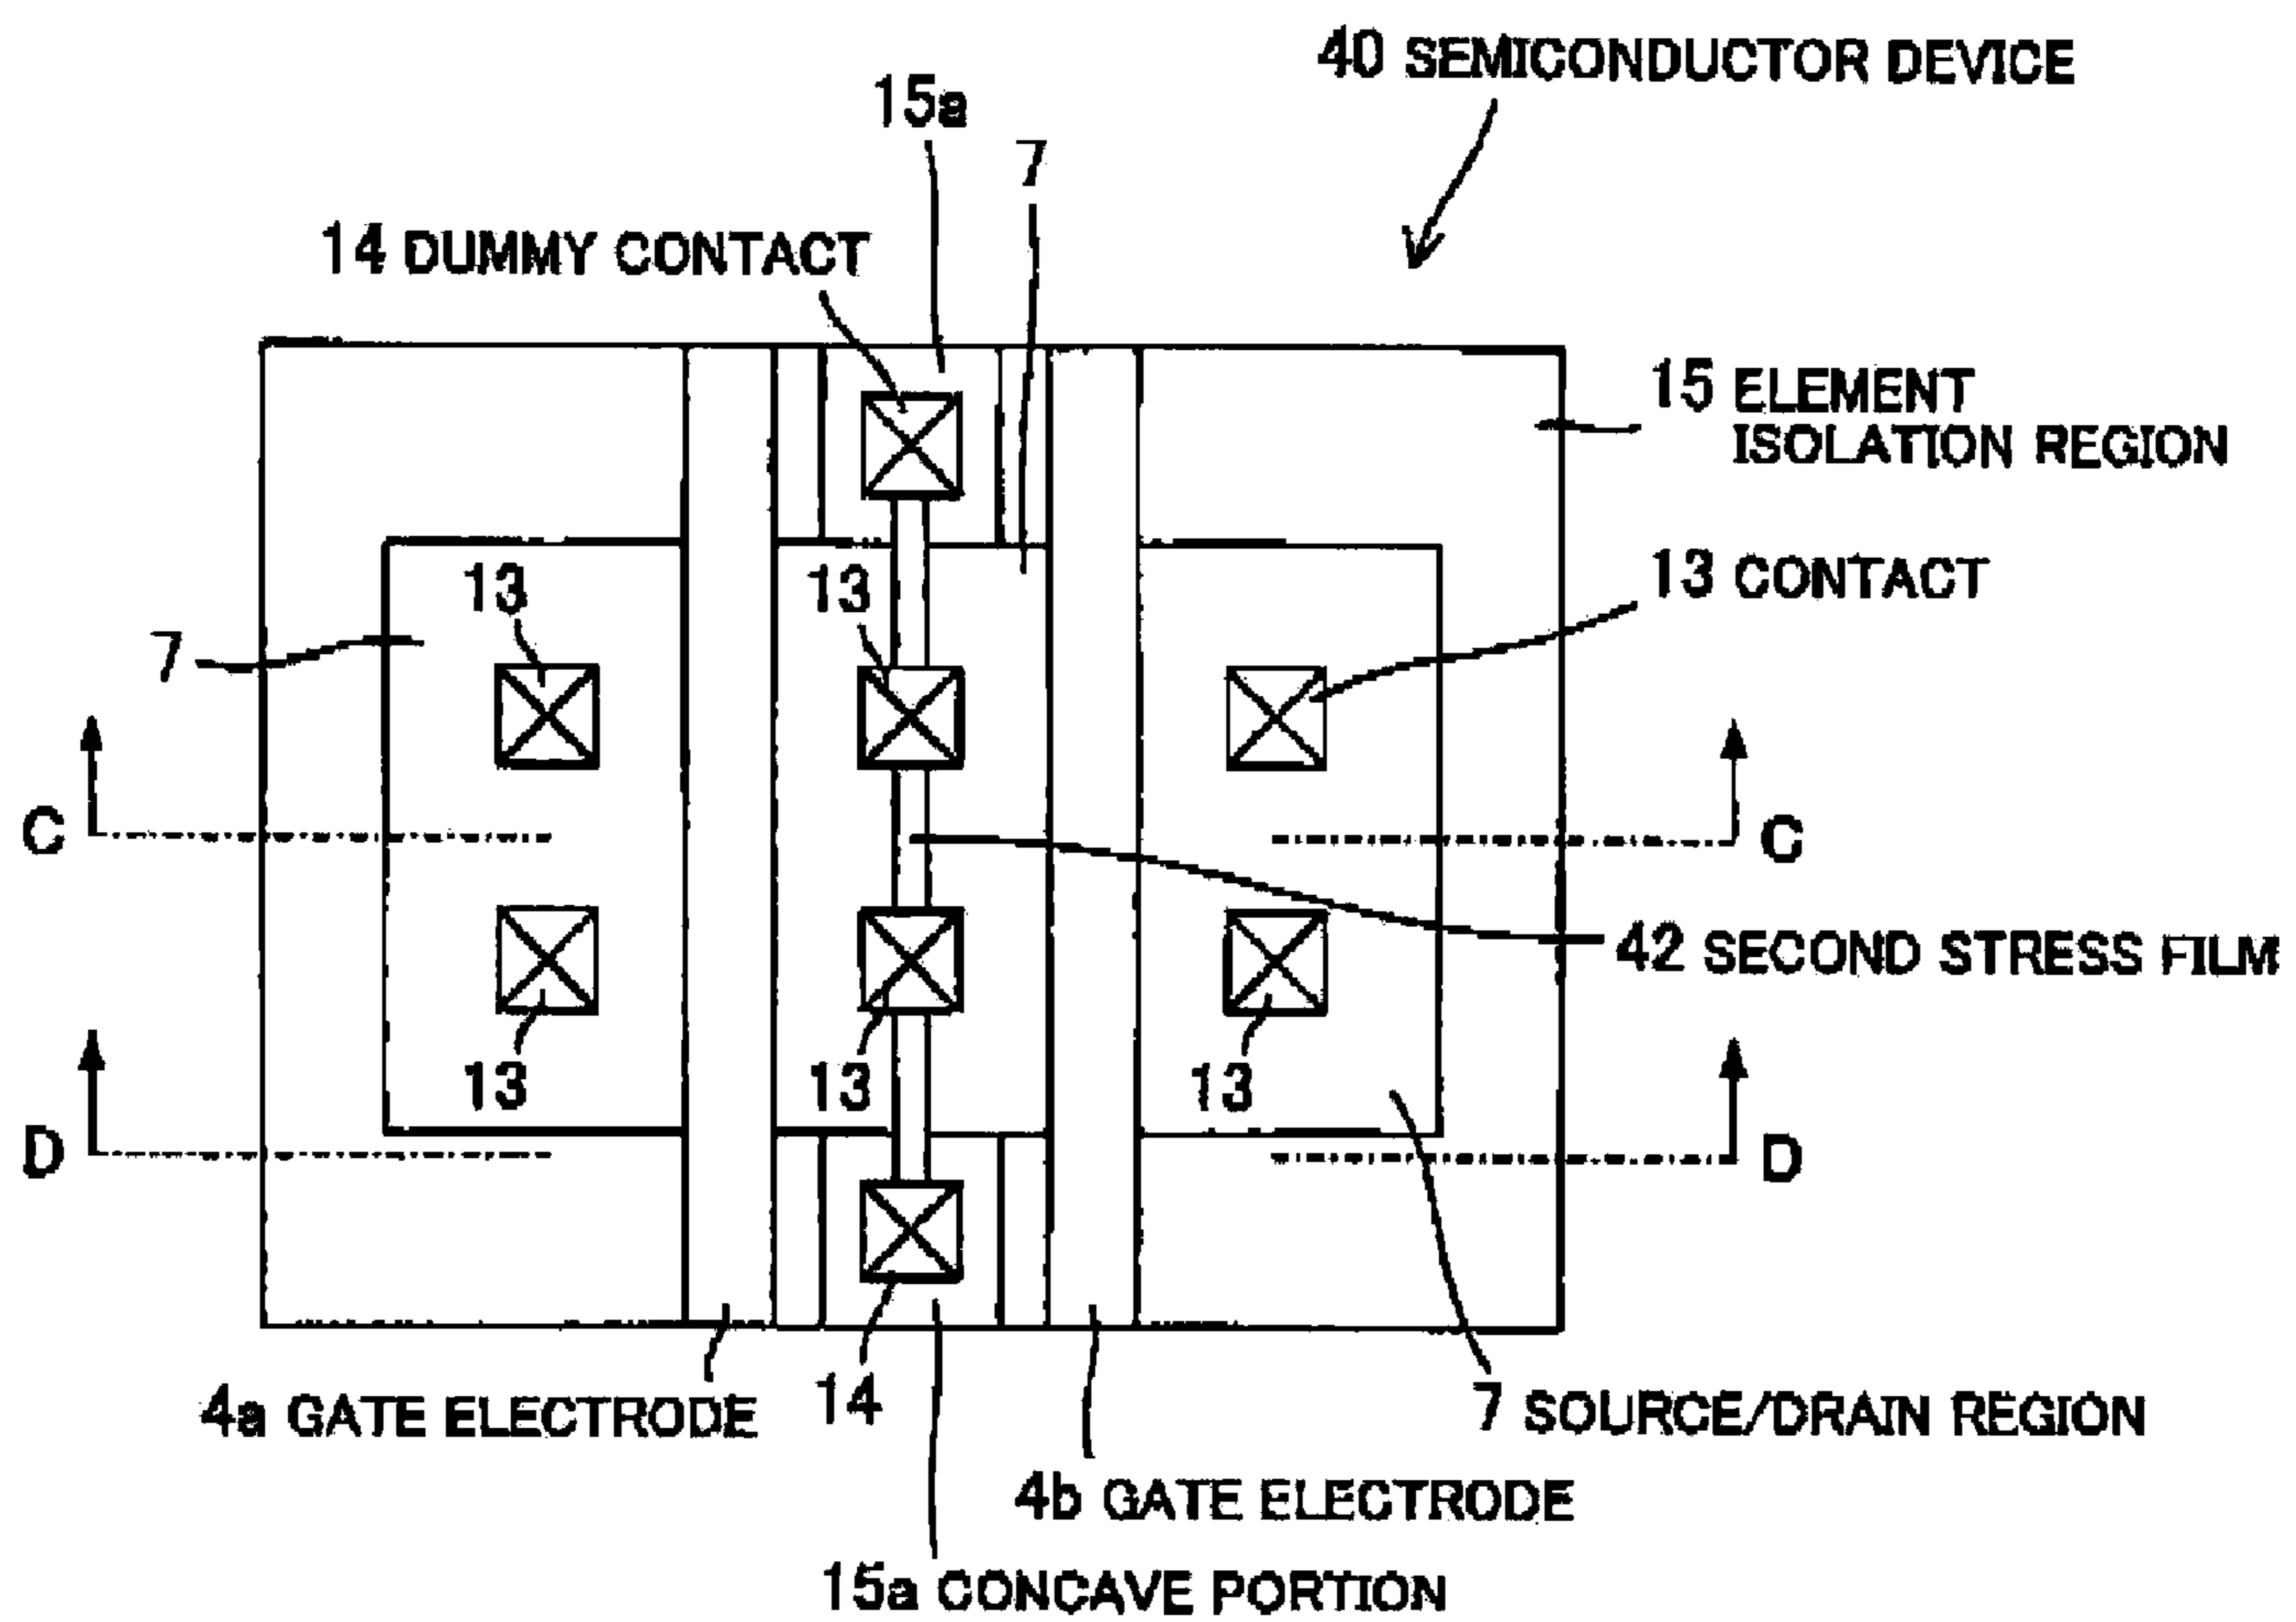 40 SEMICONDUCTOR DEVICE
15a
7
14 DUMMY CONTACT
15 ELEMENT
ISOLATION REGION
13
13
13 CONTACT
7
C
C
42 SECOND STRESS FILM
13
13
13
D
D
4a GATE ELECTRODE
14
7 SOURCE/DRAIN REGION
4b GATE ELECTRODE
15a CONCAVE PORTION